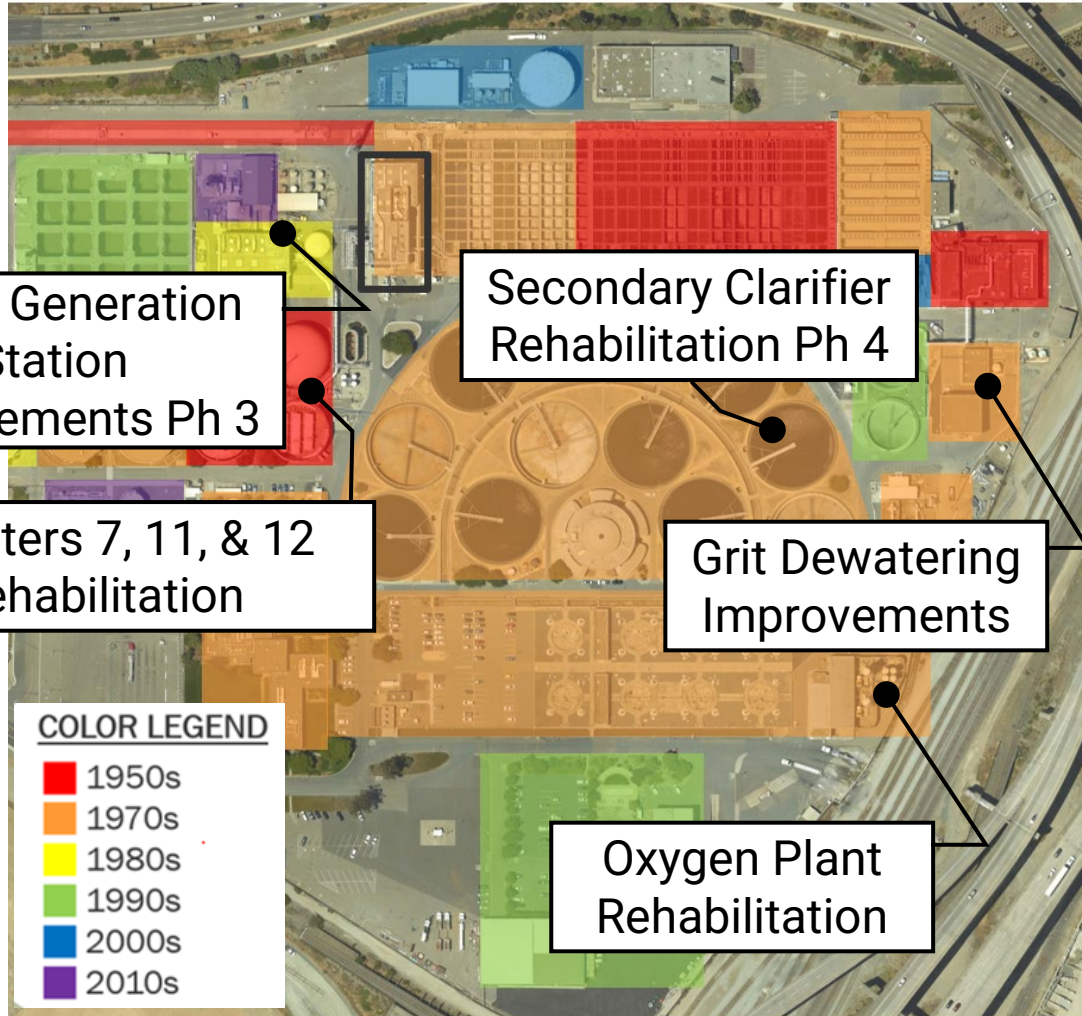 Generation
Station
ements Ph 3
Secondary Clarifier
Rehabilitation Ph 4
ters 7, 11, & 12
ehabilitation
Grit Dewatering
Improvements
COLOR LEGEND
1950s
1970s
1980s
1990s
2000s
2010s
Oxygen Plant
Rehabilitation